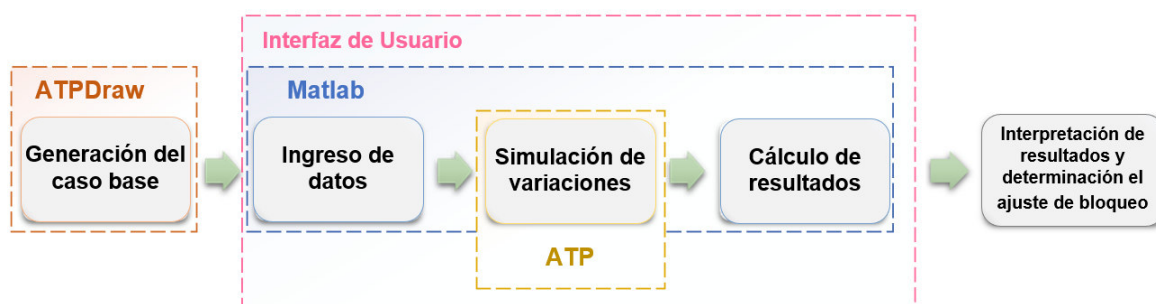 Interfaz de Usuario
ATPDraw
Matlab
Generación del
caso base
Ingreso de
datos
Simulación de
variaciones
Cálculo de
resultados
Interpretación de
resultados y
determinación el
ajuste de bloqueo
ATP